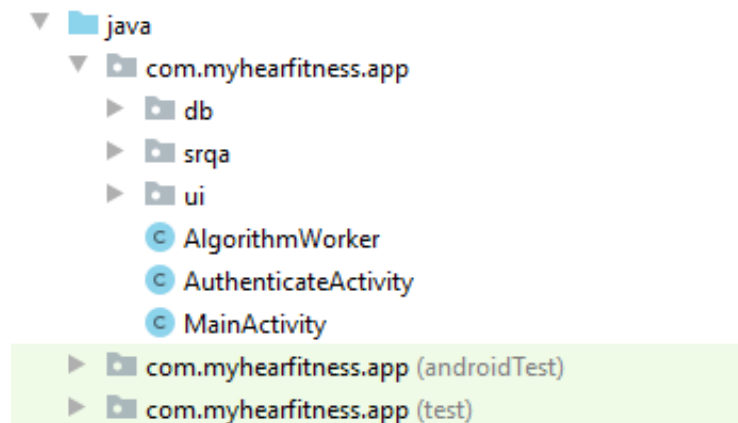 java
com.myhearfitness.app
db
srqa
ui
C AlgorithmWorker
C AuthenticateActivity
C MainActivity
com.myhearfitness.app (androidTest)
com.myhearfitness.app (test)